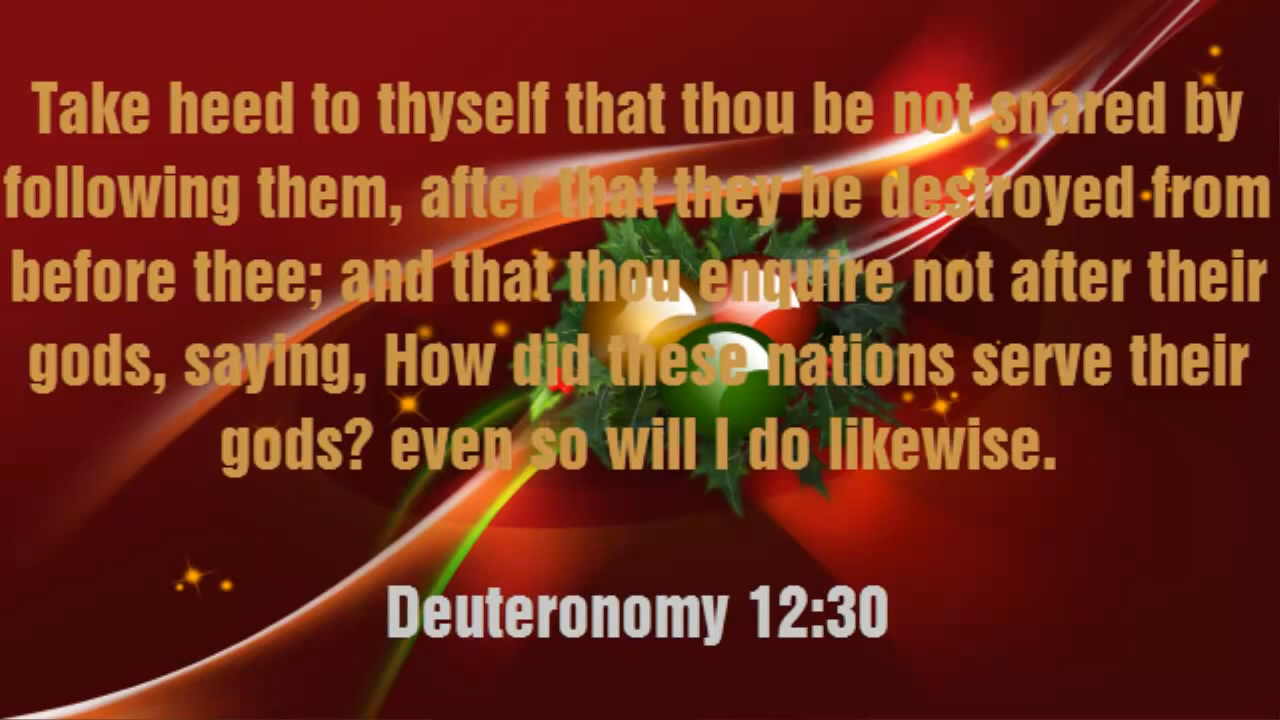 Take heed to thyself that thou be not snared by
following them, after that they be destroyed from
before thee; and that thou enquire not after their
gods, saying, How did these nations serve their
gods? even so will I do likewise.
Deuteronomy 12:30